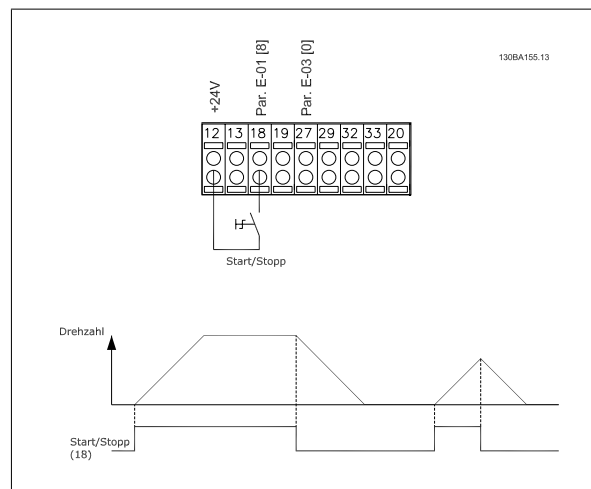 130BA155.13
+24V
Par. E-01 [8]
Par. E-03 [0]
12 13 18 19 27 29 32 33 20
Start/Stopp
Drehzahl
Start/Stopp
(18)